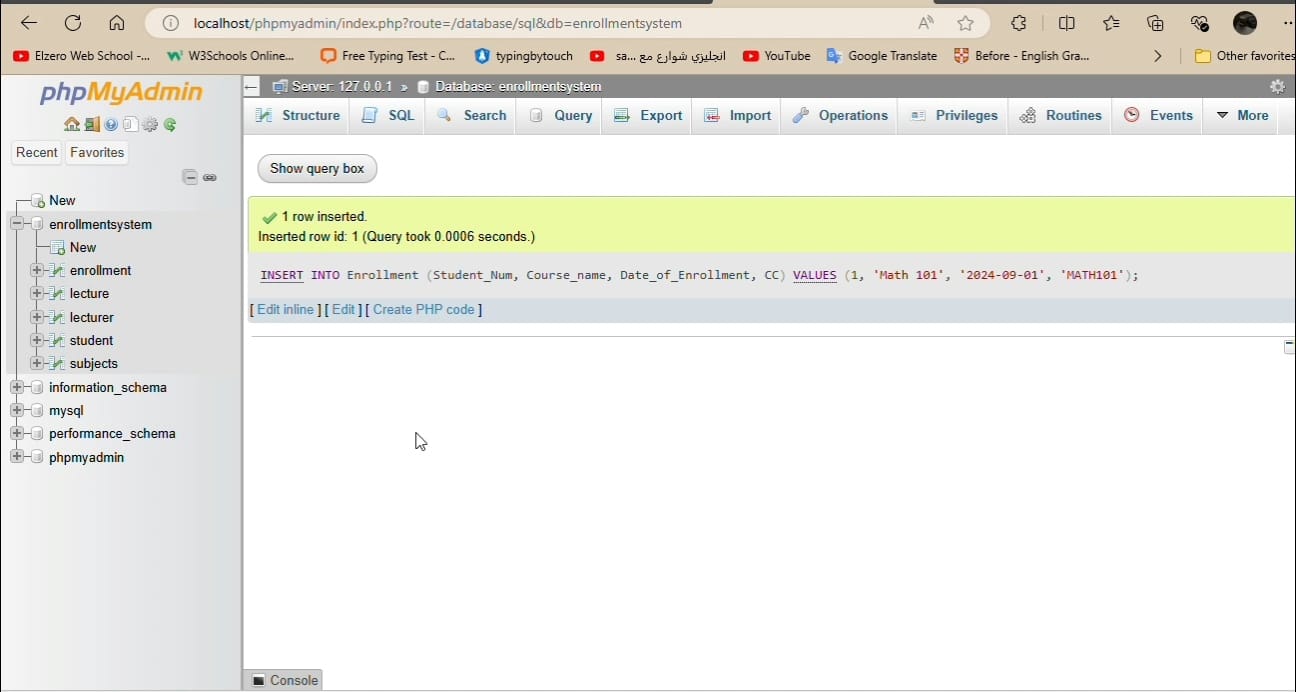 localhost/phpmyadmin/index.php?route=/database/sql&db=enrollmentsystem
Elzero Web School -... W3Schools Online... Free Typing Test - C... typingbytouch sa... انجليزي شوارع مع YouTube Google Translate Before - English Gra... Other favorites
phpMyAdmin
Recent Favorites
New
enrollmentsystem
New
enrollment
lecture
lecturer
student
subjects
information_schema
mysql
performance_schema
phpmyadmin
Server: 127.0.0.1 » Database: enrollmentsystem
Structure SQL Search Query Export Import Operations Privileges Routines Events More
Show query box
1 row inserted.
Inserted row id: 1 (Query took 0.0006 seconds.)
INSERT INTO Enrollment (Student_Num, Course_name, Date_of_Enrollment, CC) VALUES (1, 'Math 101', '2024-09-01', 'MATH101');
[ Edit inline ] [ Edit ] [ Create PHP code ]
Console